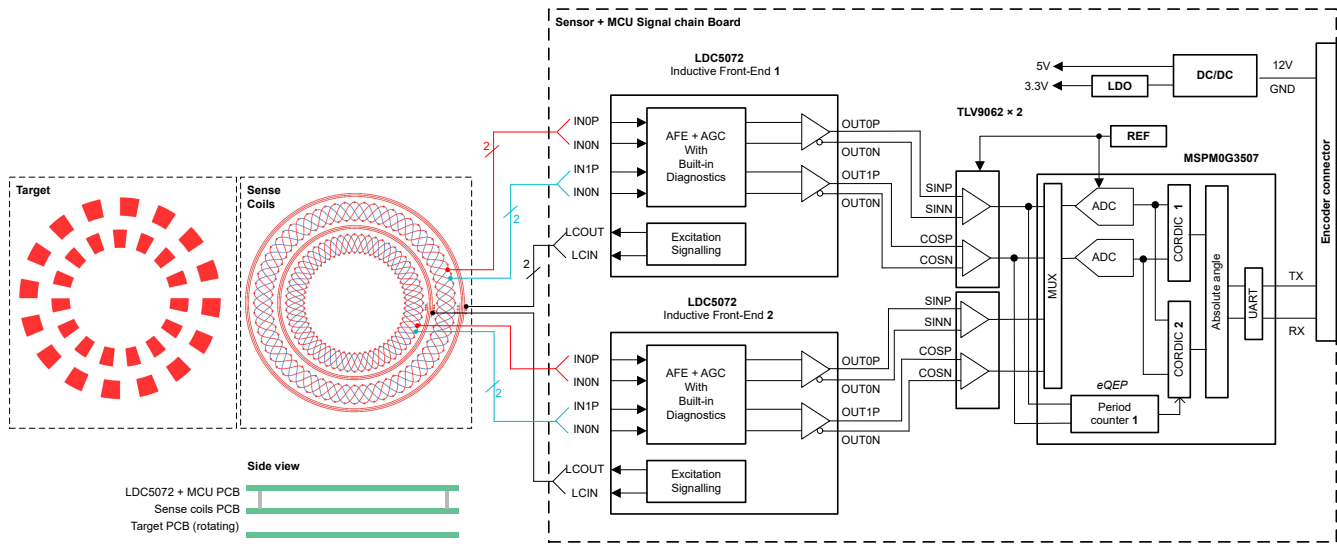 Sensor + MCU Signal chain Board
LDC5072
Inductive Front-End 1
IN0P
IN0N
IN1P
IN0N
LCOUT
LCIN
AFE + AGC
With
Built-in
Diagnostics
Excitation
Signalling
OUT0P
OUT0N
OUT1P
OUT0N
TLV9062 × 2
SINP
SINN
COSP
COSN
5V
3.3V
LDO
DC/DC
12V
GND
REF
MSPM0G3507
MUX
ADC
ADC
CORDIC 1
CORDIC 2
Absolute angle
UART
TX
RX
Encoder connector
eQEP
Period
counter 1
Target
Sense
Coils
2
2
2
2
LDC5072
Inductive Front-End 2
IN0P
IN0N
IN1P
IN0N
LCOUT
LCIN
AFE + AGC
With
Built-in
Diagnostics
Excitation
Signalling
OUT0P
OUT0N
OUT1P
OUT0N
SINP
SINN
COSP
COSN
Side view
LDC5072 + MCU PCB
Sense coils PCB
Target PCB (rotating)